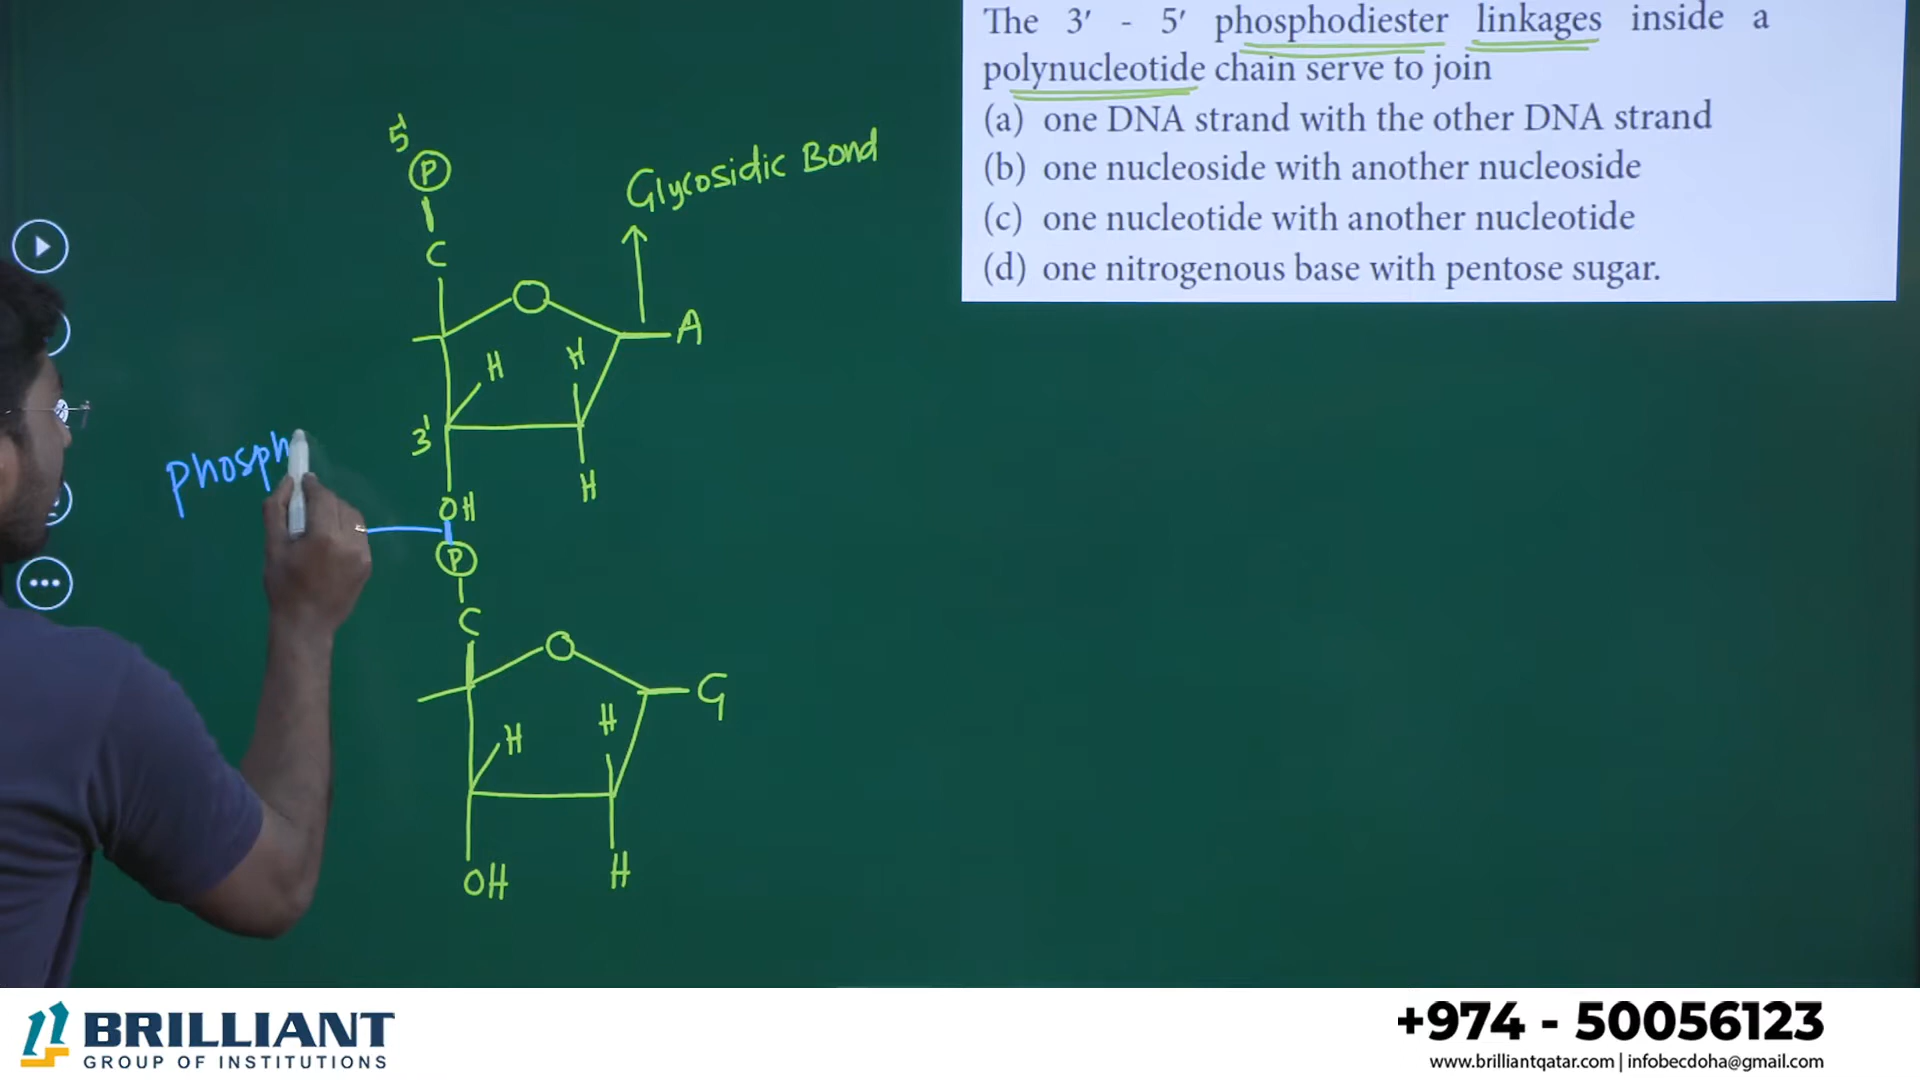 The 3′ - 5′ phosphodiester linkages inside a
polynucleotide chain serve to join
(a) one DNA strand with the other DNA strand
(b) one nucleoside with another nucleoside
(c) one nucleotide with another nucleotide
(d) one nitrogenous base with pentose sugar.
5'
P
Glycosidic Bond
C
O
A
H
H
3'
Phosph
H
OH
P
C
O
G
H
H
OH
H
BRILLIANT
GROUP OF INSTITUTIONS
+974 - 50056123
www.brilliantqatar.com | infobecdoha@gmail.com